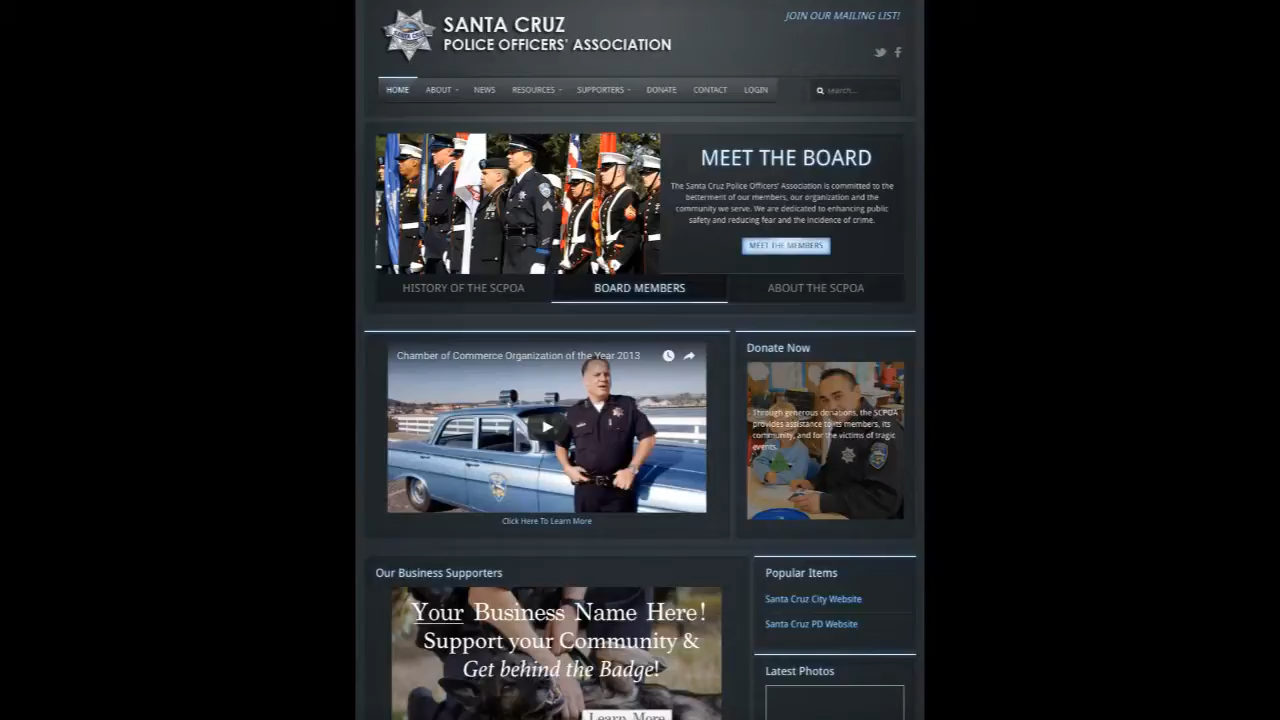 SANTA CRUZ
POLICE OFFICERS' ASSOCIATION
JOIN OUR MAILING LIST!
HOME ABOUT NEWS RESOURCES SUPPORTERS DONATE CONTACT LOGIN
search...
MEET THE BOARD
The Santa Cruz Police Officers' Association is committed to the
betterment of our members, our organization and the
community we serve. We are dedicated to enhancing public
safety and reducing fear and the incidence of crime.
MEET THE MEMBERS
HISTORY OF THE SCPOA
BOARD MEMBERS
ABOUT THE SCPOA
Chamber of Commerce Organization of the Year 2013
Click Here To Learn More
Donate Now
Through generous donations, the SCPOA
provides assistance to its members, its
community, and for the victims of tragic
events.
Our Business Supporters
Your Business Name Here!
Support your Community &
Get behind the Badge!
Learn More
Popular Items
Santa Cruz City Website
Santa Cruz PD Website
Latest Photos